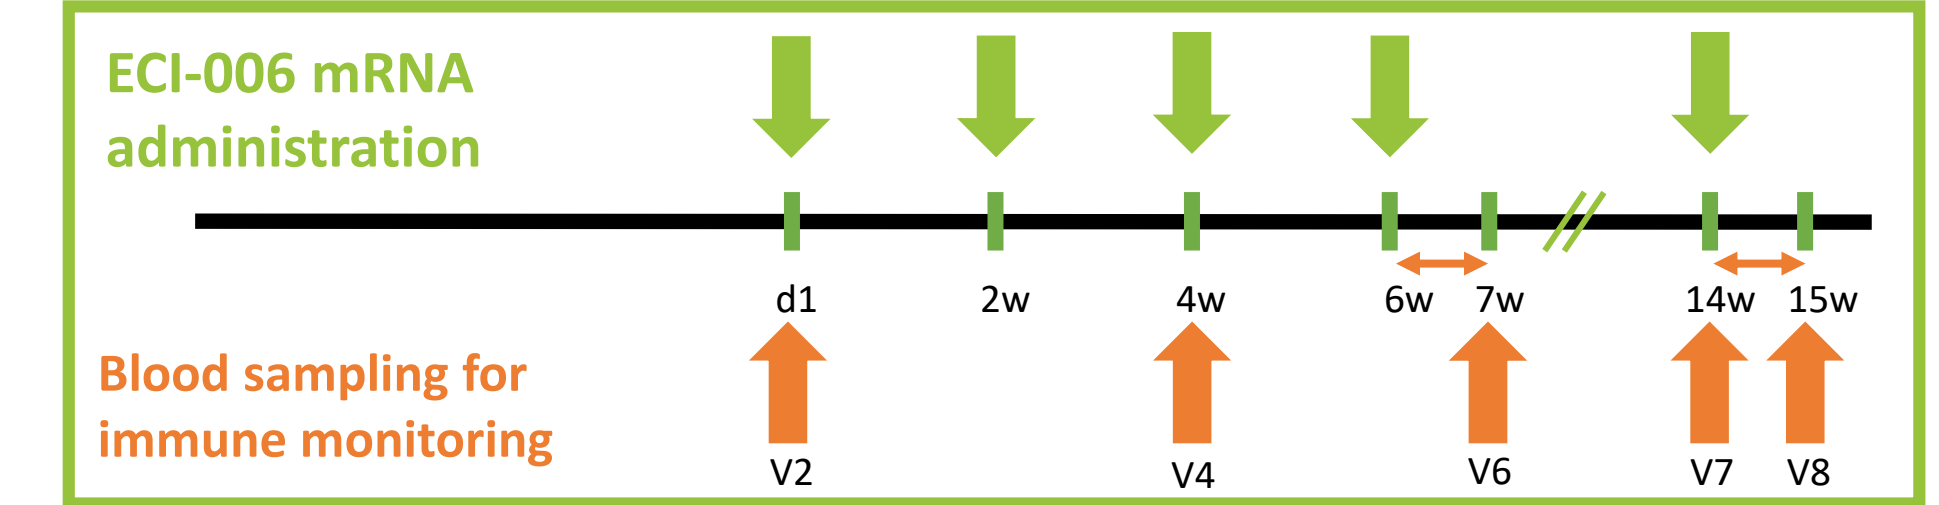 ECI-006 mRNA
administration
d1 2w 4w 6w 7w 14w 15w
Blood sampling for
immune monitoring
V2 V4 V6 V7 V8